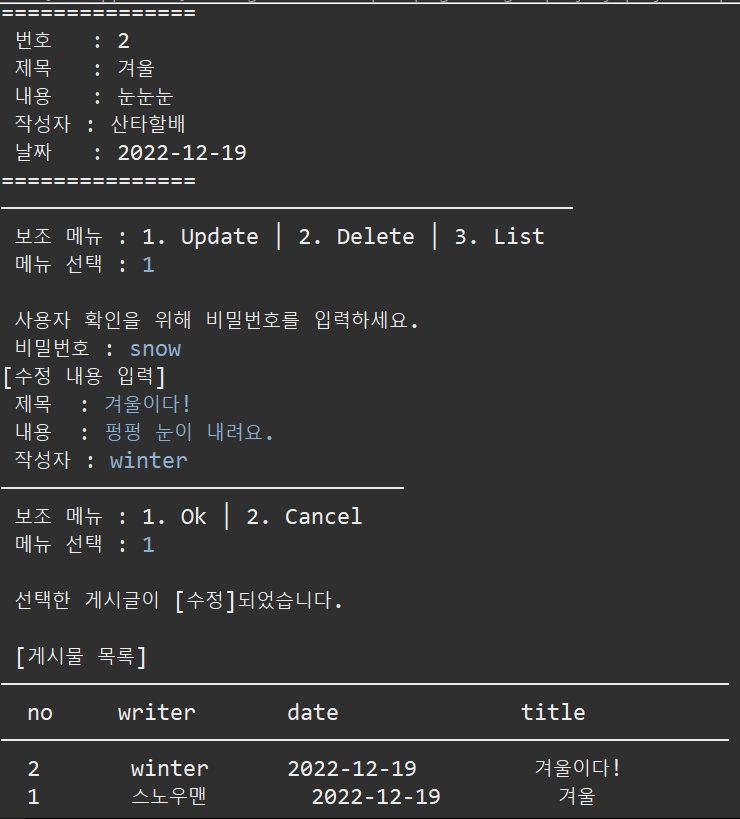 ===============
번호 : 2
제목 : 겨울
내용 : 눈눈눈
작성자 : 산타할배
날짜 : 2022-12-19
===============
보조 메뉴 : 1. Update | 2. Delete | 3. List
메뉴 선택 : 1
사용자 확인을 위해 비밀번호를 입력하세요.
비밀번호 : snow
[수정 내용 입력]
제목 : 겨울이다!
내용 : 펑펑 눈이 내려요.
작성자 : winter
보조 메뉴 : 1. Ok | 2. Cancel
메뉴 선택 : 1
선택한 게시글이 [수정]되었습니다.
[게시물 목록]
no writer date title
2 winter 2022-12-19 겨울이다!
1 스노우맨 2022-12-19 겨울